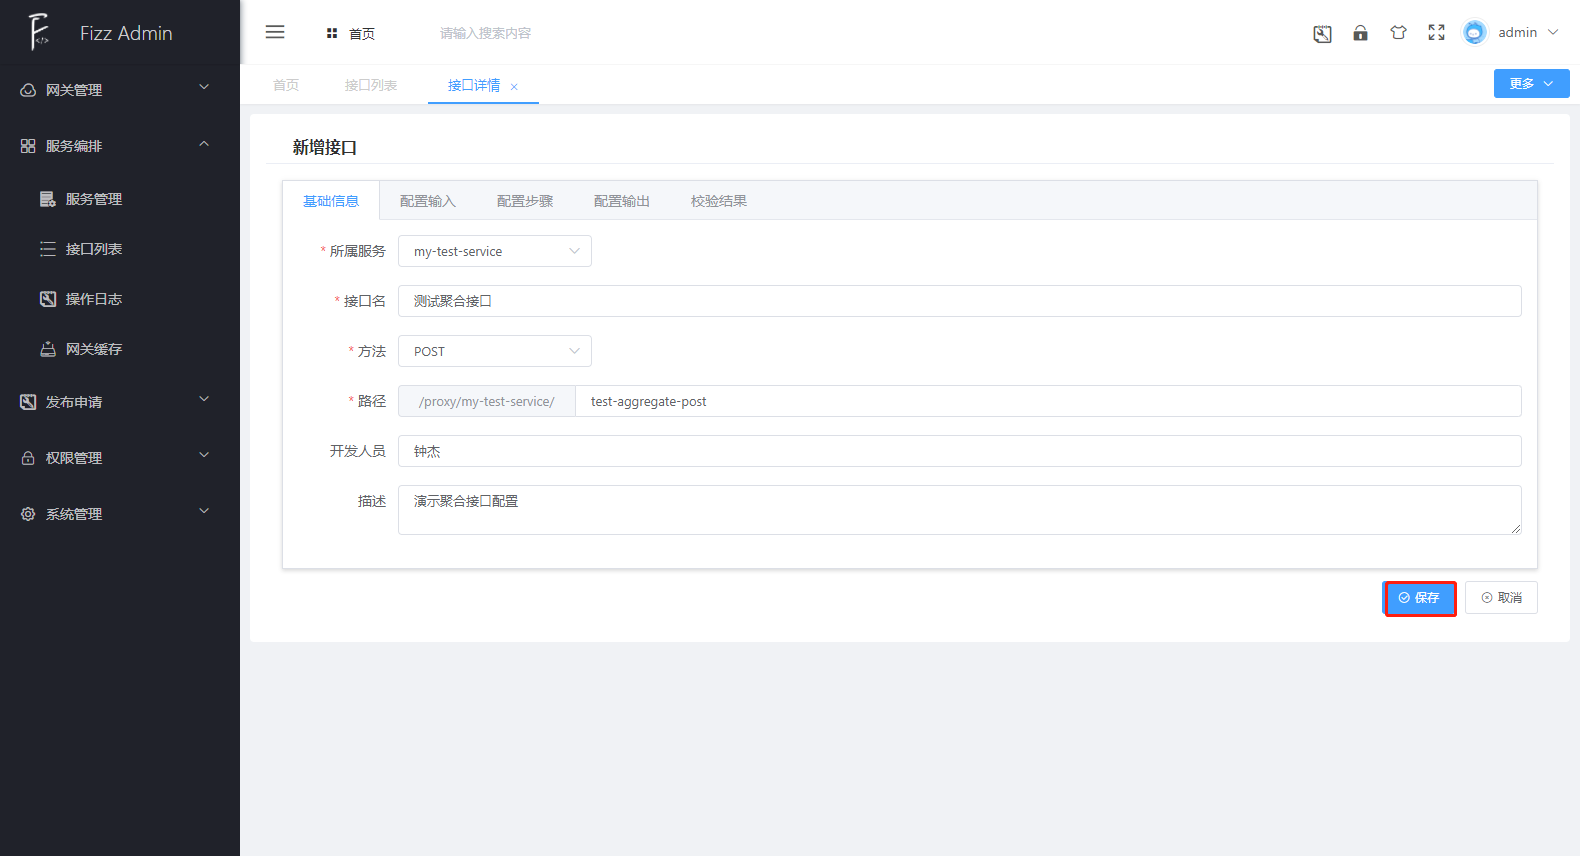 Fizz Admin
首页
请输入搜索内容
admin
网关管理
服务编排
服务管理
接口列表
操作日志
网关缓存
发布申请
权限管理
系统管理
首页
接口列表
接口详情
更多
新增接口
基础信息
配置输入
配置步骤
配置输出
校验结果
* 所属服务
my-test-service
* 接口名
测试聚合接口
* 方法
POST
* 路径
/proxy/my-test-service/
test-aggregate-post
开发人员
钟杰
描述
演示聚合接口配置
保存
取消